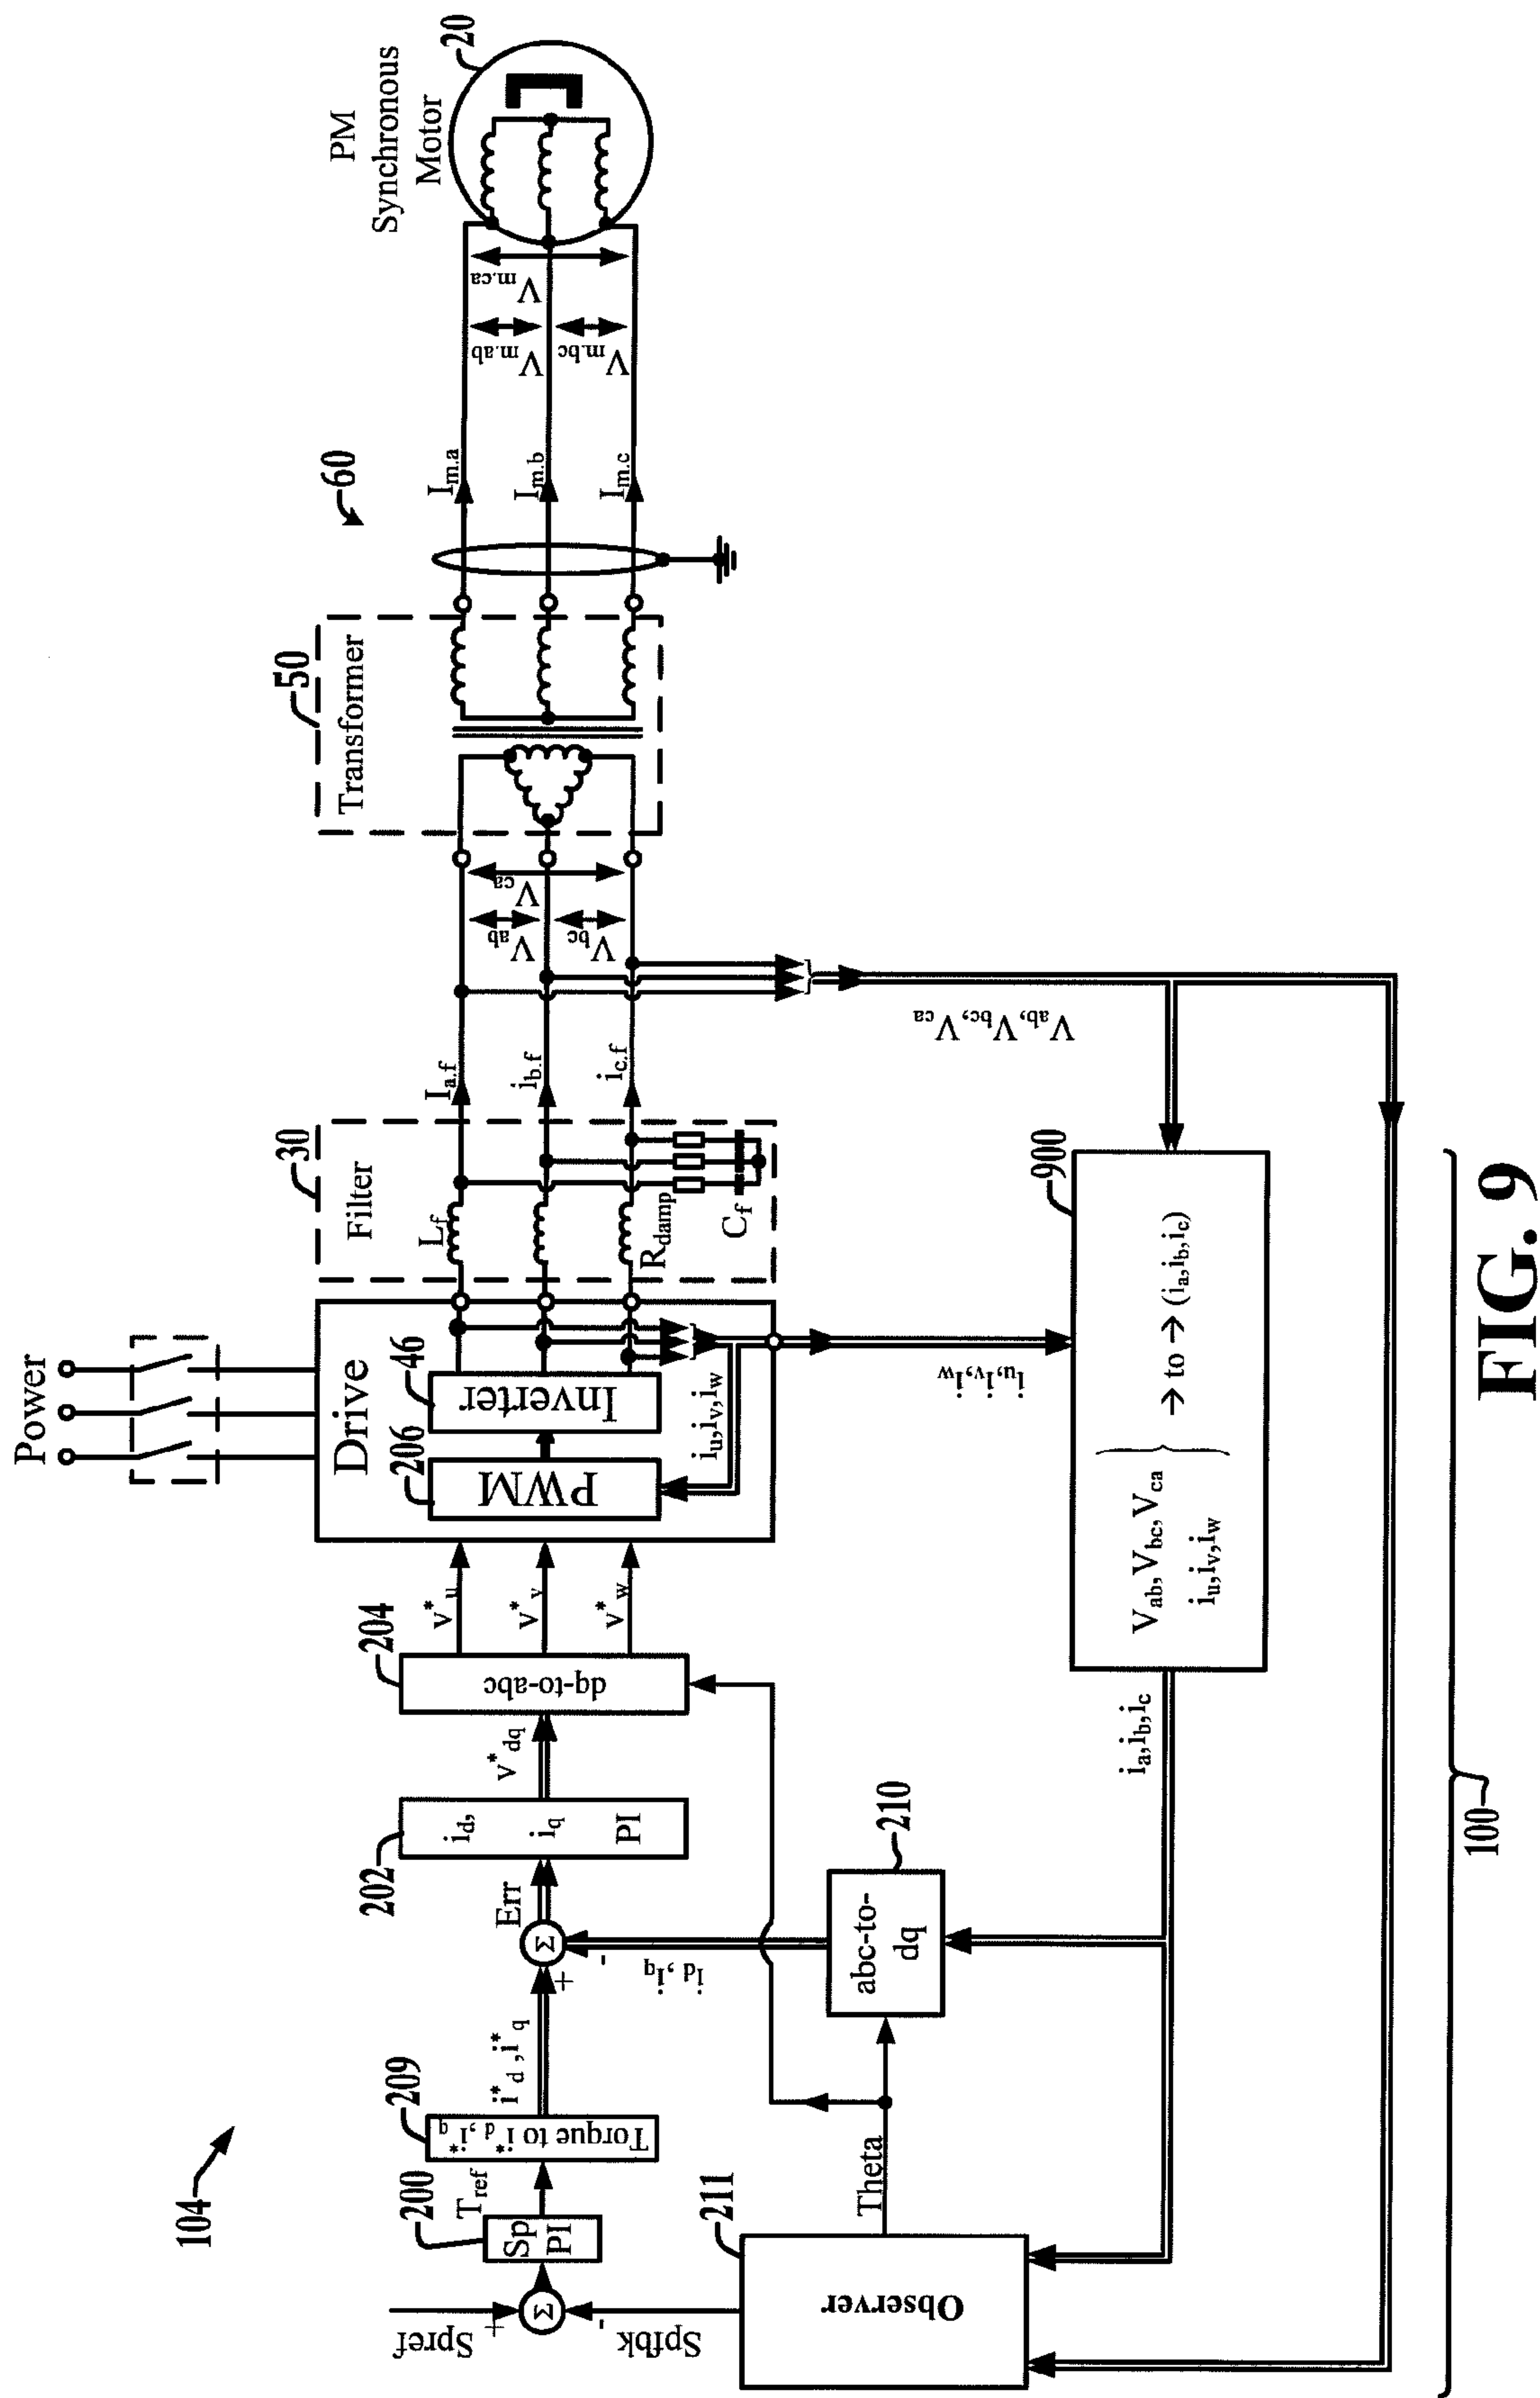 Power
104
60
PM
Synchronous
Motor
20
50
Transformer
30
Filter
Drive
206
46
PWM
Inverter
204
dq-to-abc
202
i_d,
i_q
PI
209
Torque to i*_d, i*_q
200
Sp
PI
T_ref
Spref
+
Σ
-
Spfbk
i*_d, i*_q
+
Σ
-
Err
i_d, i_q
v*_dq
v*_u
v*_v
v*_w
i_u,i_v,i_w
L_f
R_damp
C_f
I_a.f
i_b.f
i_c.f
V_ab
V_bc
V_ca
I_m.a
I_m.b
I_m.c
V_m.ab
V_m.bc
V_m.ca
V_ab, V_bc, V_ca
i_u,i_v,i_w
211
Observer
Theta
210
abc-to-
dq
i_a,i_b,i_c
900
V_ab, V_bc, V_ca
i_u,i_v,i_w
} → to → (i_a,i_b,i_c)
100
FIG. 9